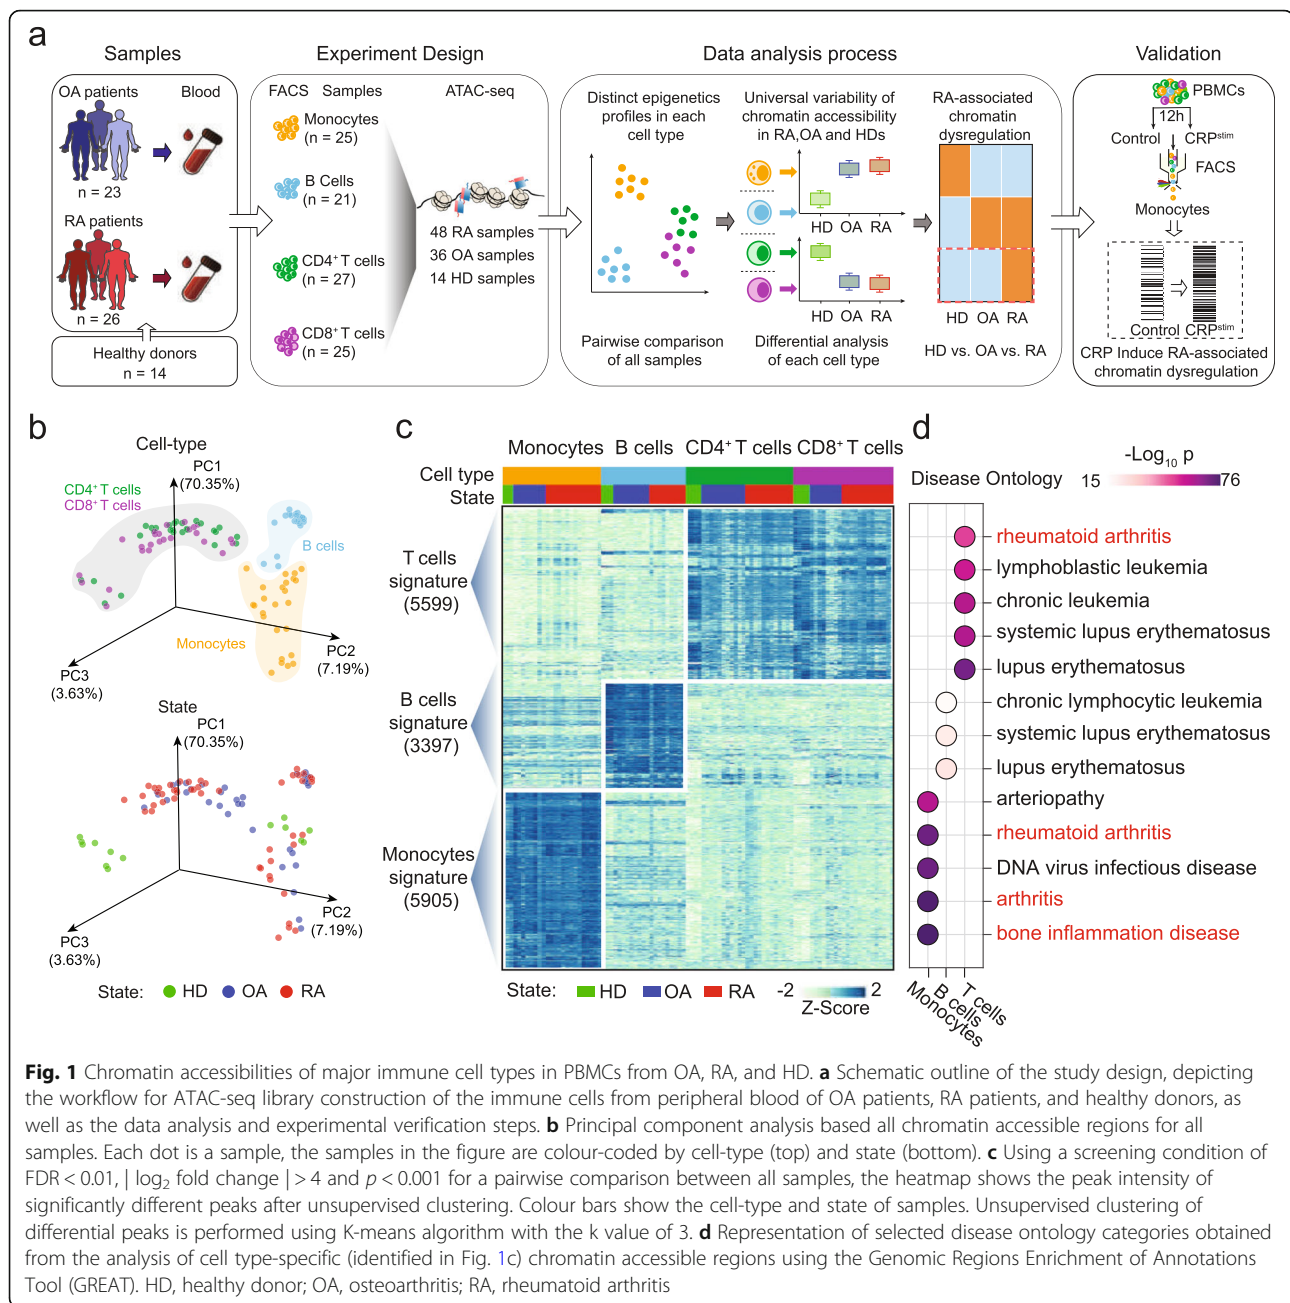 a
Samples
Experiment Design
Data analysis process
Validation
OA patients
Blood
n = 23
RA patients
n = 26
Healthy donors
n = 14
FACS Samples
ATAC-seq
Monocytes
(n = 25)
B Cells
(n = 21)
CD4⁺ T cells
(n = 27)
CD8⁺ T cells
(n = 25)
48 RA samples
36 OA samples
14 HD samples
Distinct epigenetics
profiles in each
cell type
Pairwise comparison
of all samples
Universal variability of
chromatin accessibility
in RA,OA and HDs
HD OA RA
HD OA RA
Differential analysis
of each cell type
RA-associated
chromatin
dysregulation
HD OA RA
HD vs. OA vs. RA
PBMCs
12h
Control CRPˢᵗⁱᵐ
FACS
Monocytes
Control CRPˢᵗⁱᵐ
CRP Induce RA-associated
chromatin dysregulation
b
Cell-type
PC1
(70.35%)
CD4⁺ T cells
CD8⁺ T cells
B cells
Monocytes
PC2
(7.19%)
PC3
(3.63%)
State
PC1
(70.35%)
PC2
(7.19%)
PC3
(3.63%)
State: HD OA RA
c
Monocytes B cells CD4⁺ T cells CD8⁺ T cells
Cell type
State
T cells
signature
(5599)
B cells
signature
(3397)
Monocytes
signature
(5905)
State: HD OA RA
-2 2
Z-Score
d
-Log₁₀ p
Disease Ontology 15 76
rheumatoid arthritis
lymphoblastic leukemia
chronic leukemia
systemic lupus erythematosus
lupus erythematosus
chronic lymphocytic leukemia
systemic lupus erythematosus
lupus erythematosus
arteriopathy
rheumatoid arthritis
DNA virus infectious disease
arthritis
bone inflammation disease
Monocytes
B cells
T cells
Fig. 1 Chromatin accessibilities of major immune cell types in PBMCs from OA, RA, and HD. a Schematic outline of the study design, depicting
the workflow for ATAC-seq library construction of the immune cells from peripheral blood of OA patients, RA patients, and healthy donors, as
well as the data analysis and experimental verification steps. b Principal component analysis based all chromatin accessible regions for all
samples. Each dot is a sample, the samples in the figure are colour-coded by cell-type (top) and state (bottom). c Using a screening condition of
FDR < 0.01, | log₂ fold change | > 4 and p < 0.001 for a pairwise comparison between all samples, the heatmap shows the peak intensity of
significantly different peaks after unsupervised clustering. Colour bars show the cell-type and state of samples. Unsupervised clustering of
differential peaks is performed using K-means algorithm with the k value of 3. d Representation of selected disease ontology categories obtained
from the analysis of cell type-specific (identified in Fig. 1c) chromatin accessible regions using the Genomic Regions Enrichment of Annotations
Tool (GREAT). HD, healthy donor; OA, osteoarthritis; RA, rheumatoid arthritis